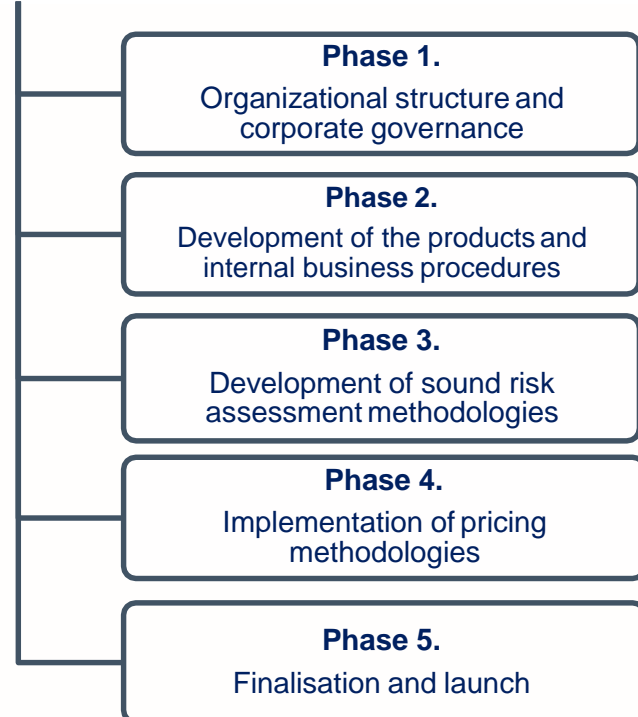 Phase 1.
Organizational structure and
corporate governance
Phase 2.
Development of the products and
internal business procedures
Phase 3.
Development of sound risk
assessment methodologies
Phase 4.
Implementation of pricing
methodologies
Phase 5.
Finalisation and launch